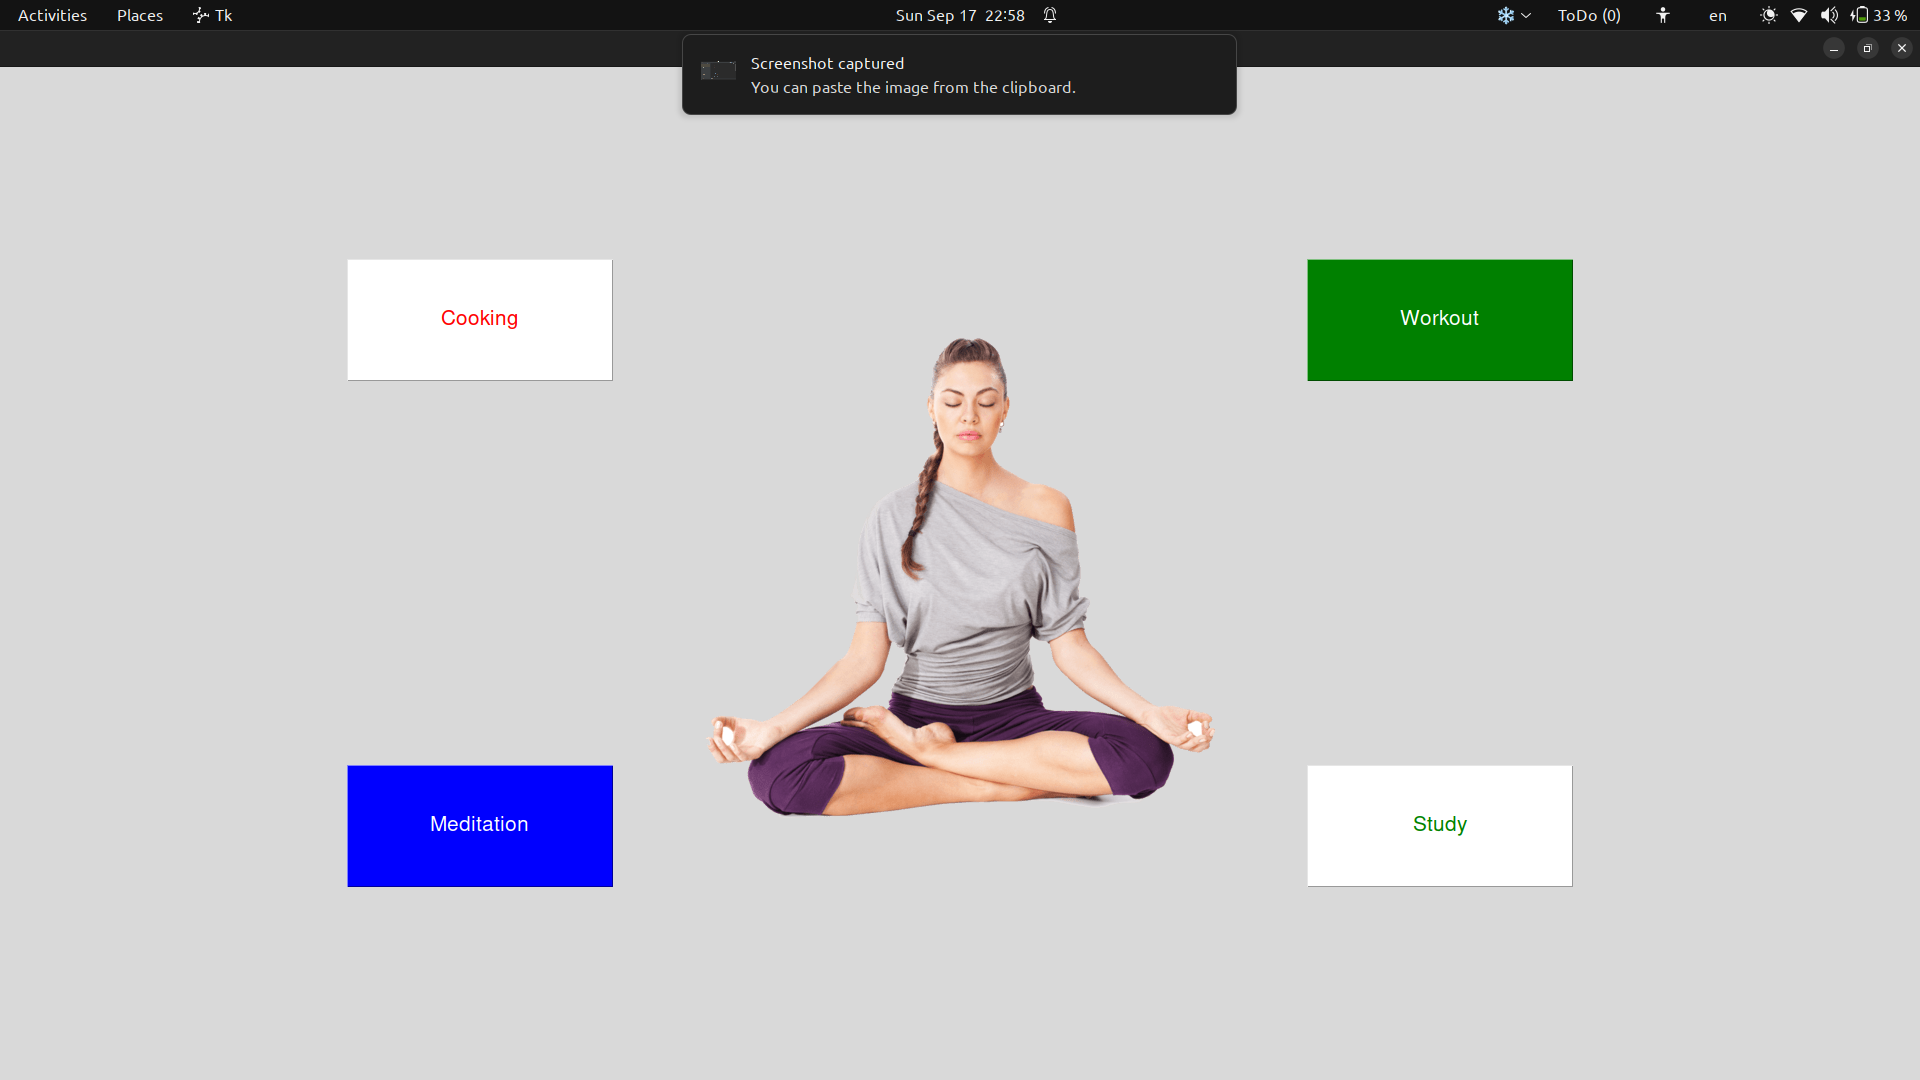 Activities Places Tk Sun Sep 17 22:58 ToDo (0) en 33 %
Screenshot captured
You can paste the image from the clipboard.
Cooking
Workout
Meditation
Study